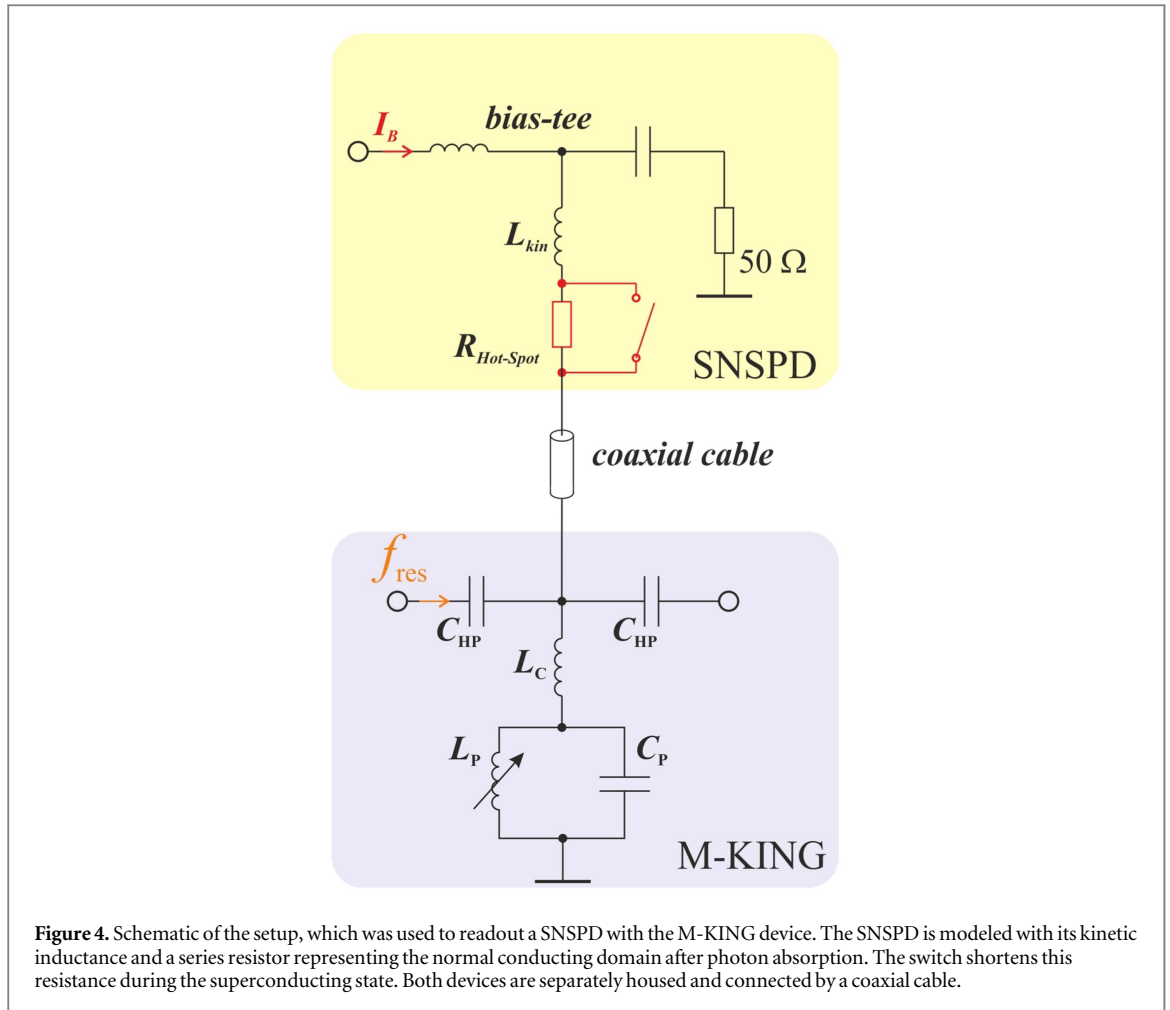 bias-tee
I_B
L_kin
50 Ω
R_Hot-Spot
SNSPD
coaxial cable
f_res
C_HP
C_HP
L_C
L_P
C_P
M-KING
Figure 4. Schematic of the setup, which was used to readout a SNSPD with the M-KING device. The SNSPD is modeled with its kinetic
inductance and a series resistor representing the normal conducting domain after photon absorption. The switch shortens this
resistance during the superconducting state. Both devices are separately housed and connected by a coaxial cable.